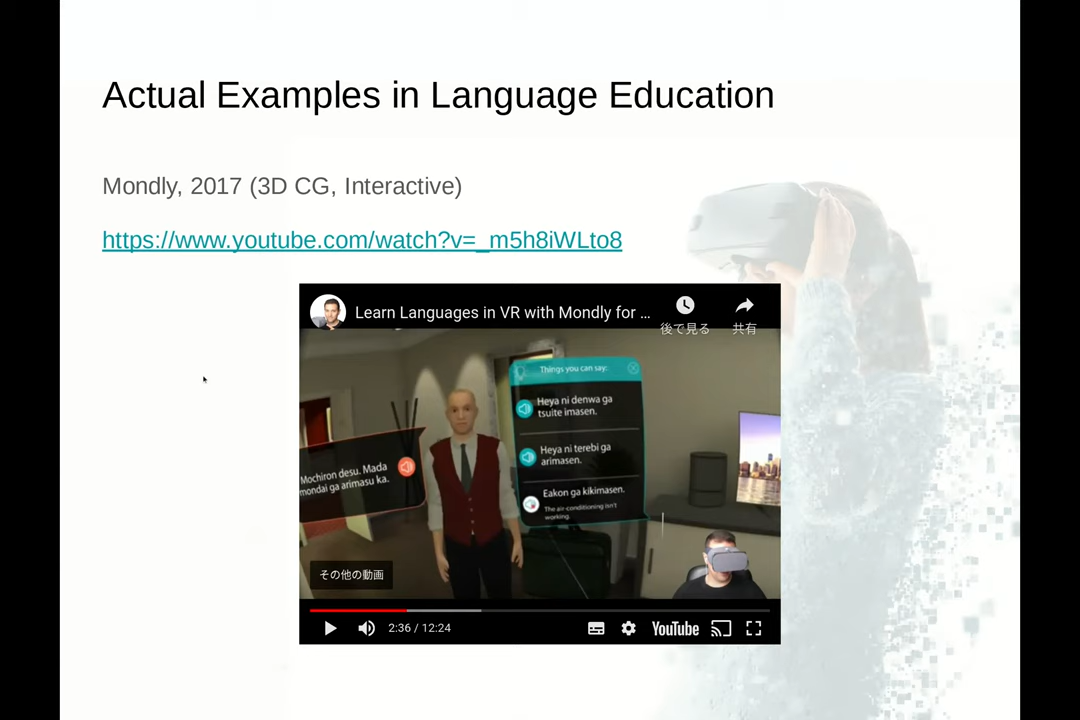 Actual Examples in Language Education
Mondly, 2017 (3D CG, Interactive)
https://www.youtube.com/watch?v=_m5h8iWLto8
Learn Languages in VR with Mondly for ...
後で見る
共有
Things you can say:
Heya ni denwa ga
tsuite imasen.
Heya ni terebi ga
arimasen.
Eakon ga kikimasen.
The air-conditioning isn't
working.
Mochiron desu. Mada
mondai ga arimasu ka.
その他の動画
2:36 / 12:24
YouTube